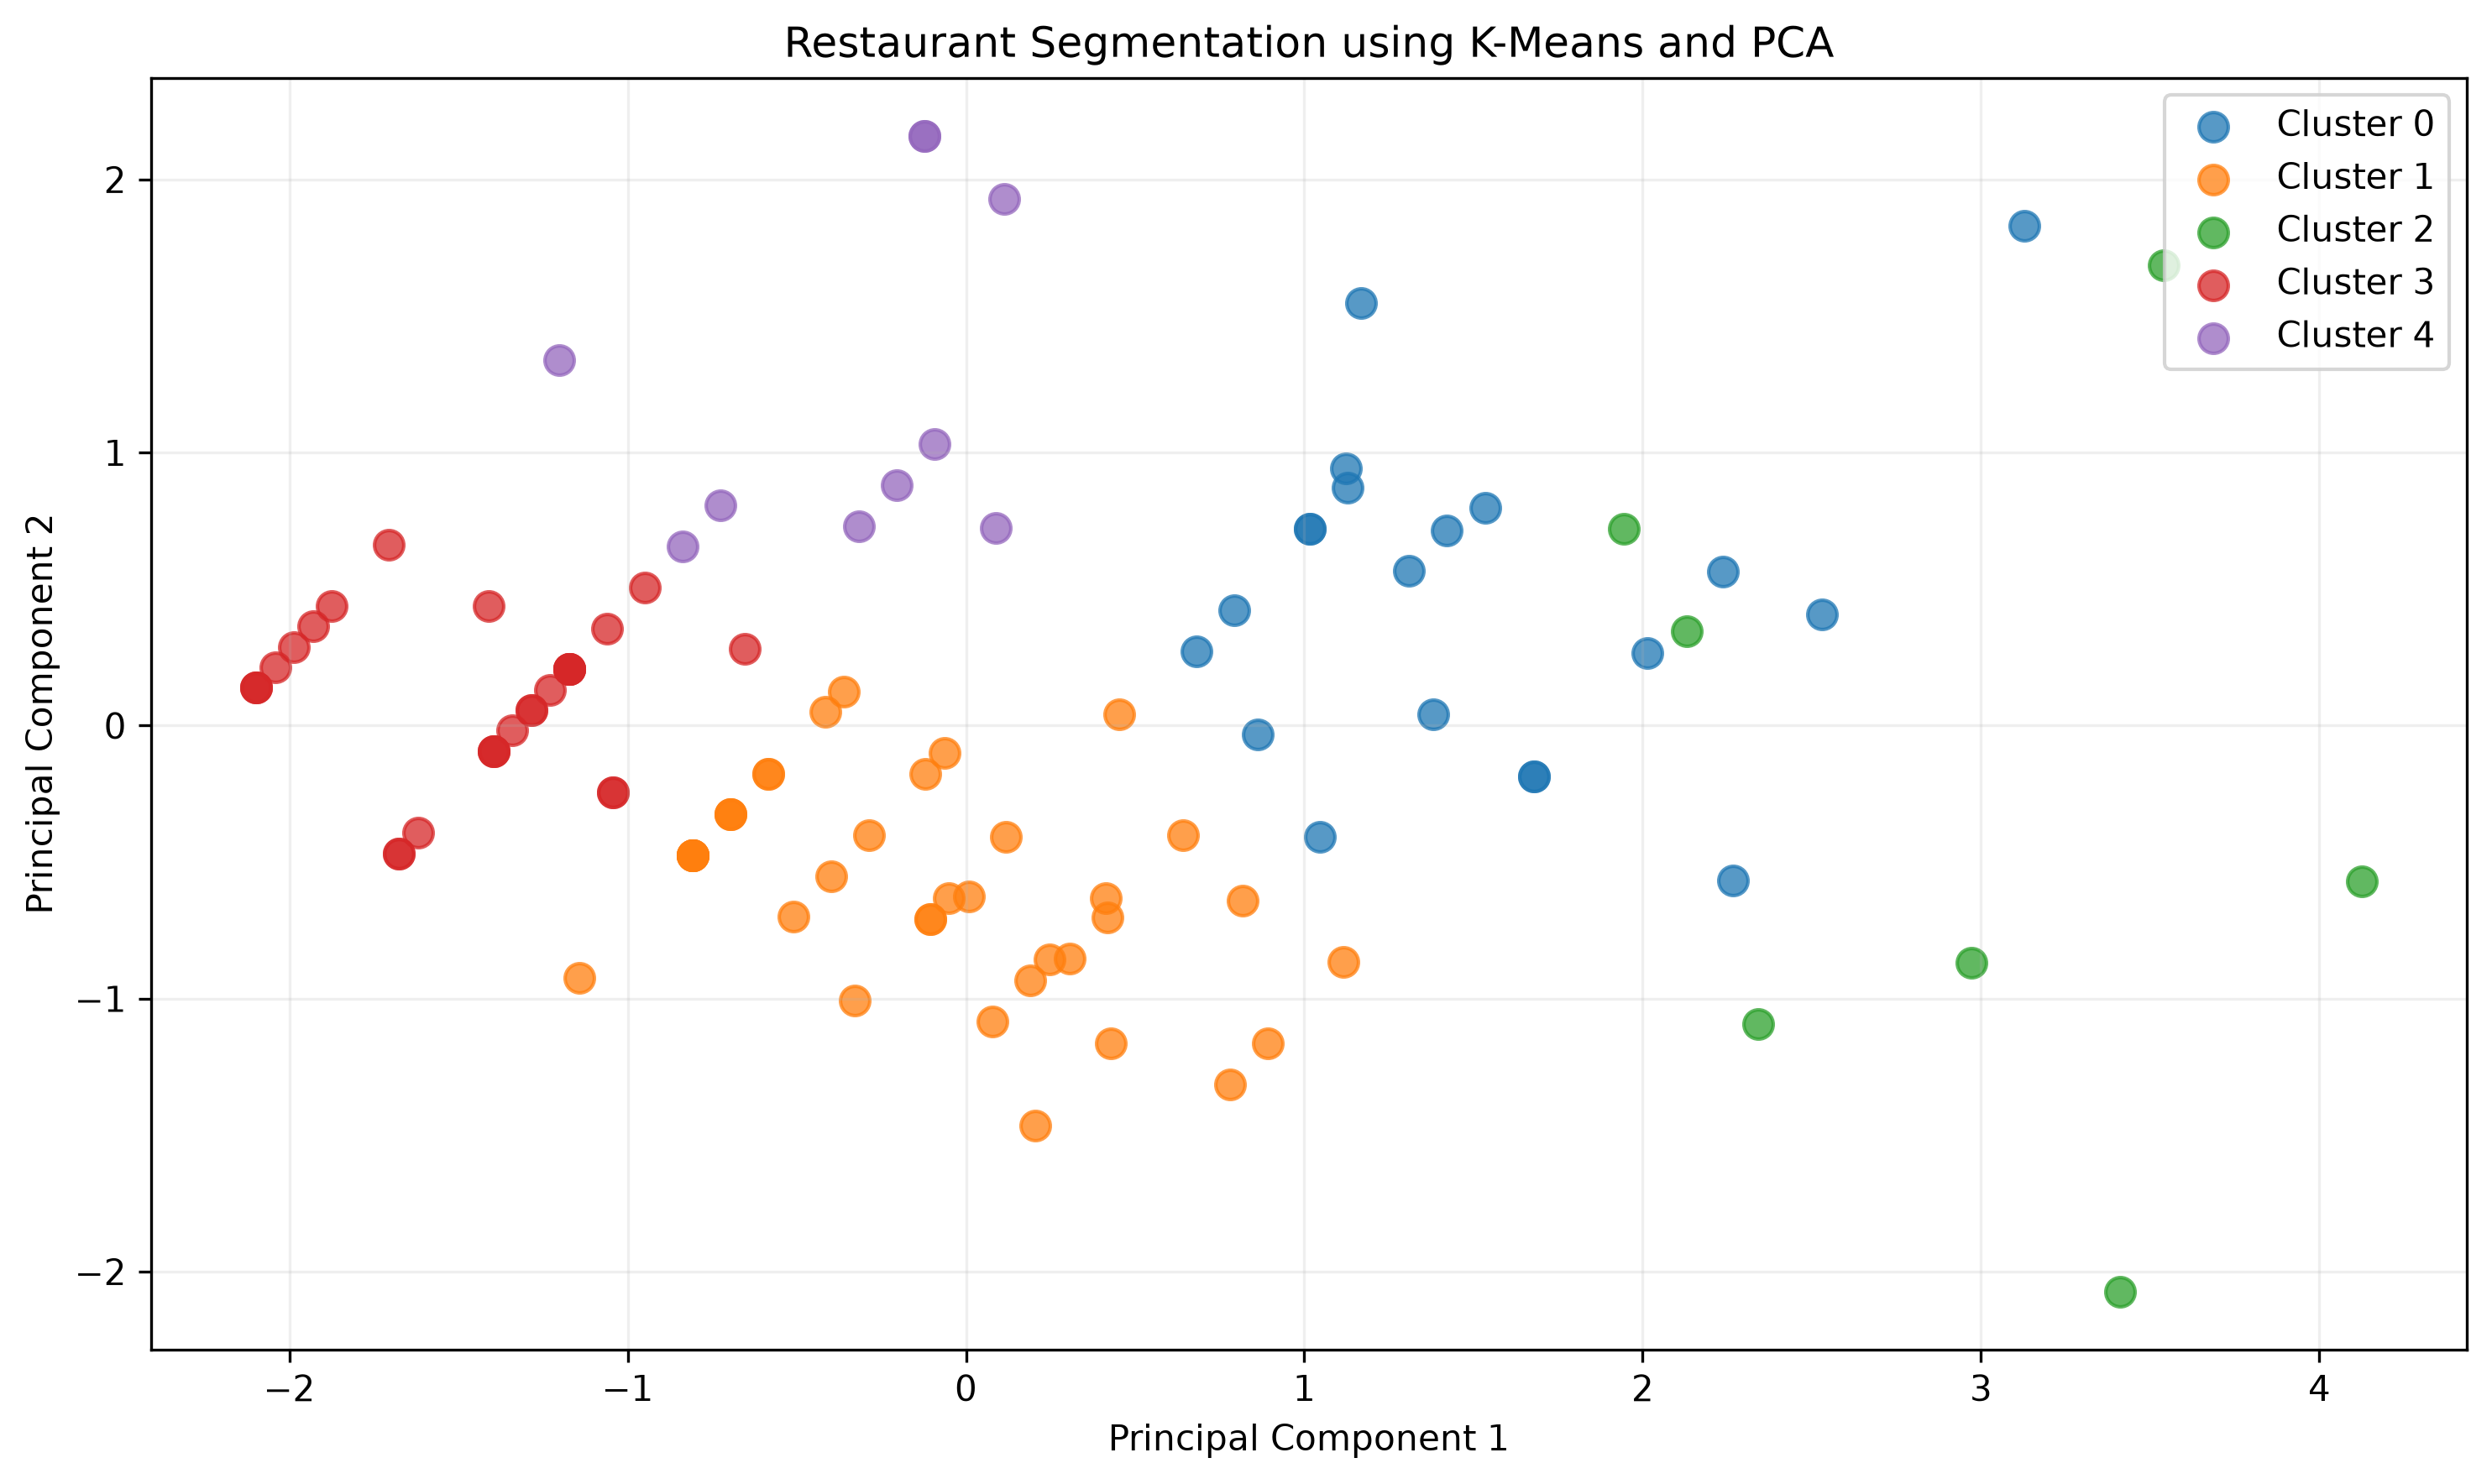 Restaurant Segmentation using K-Means and PCA
Cluster 0
Cluster 1
Cluster 2
Cluster 3
Cluster 4
Principal Component 2
2
1
0
−1
−2
−2 −1 0 1 2 3 4
Principal Component 1